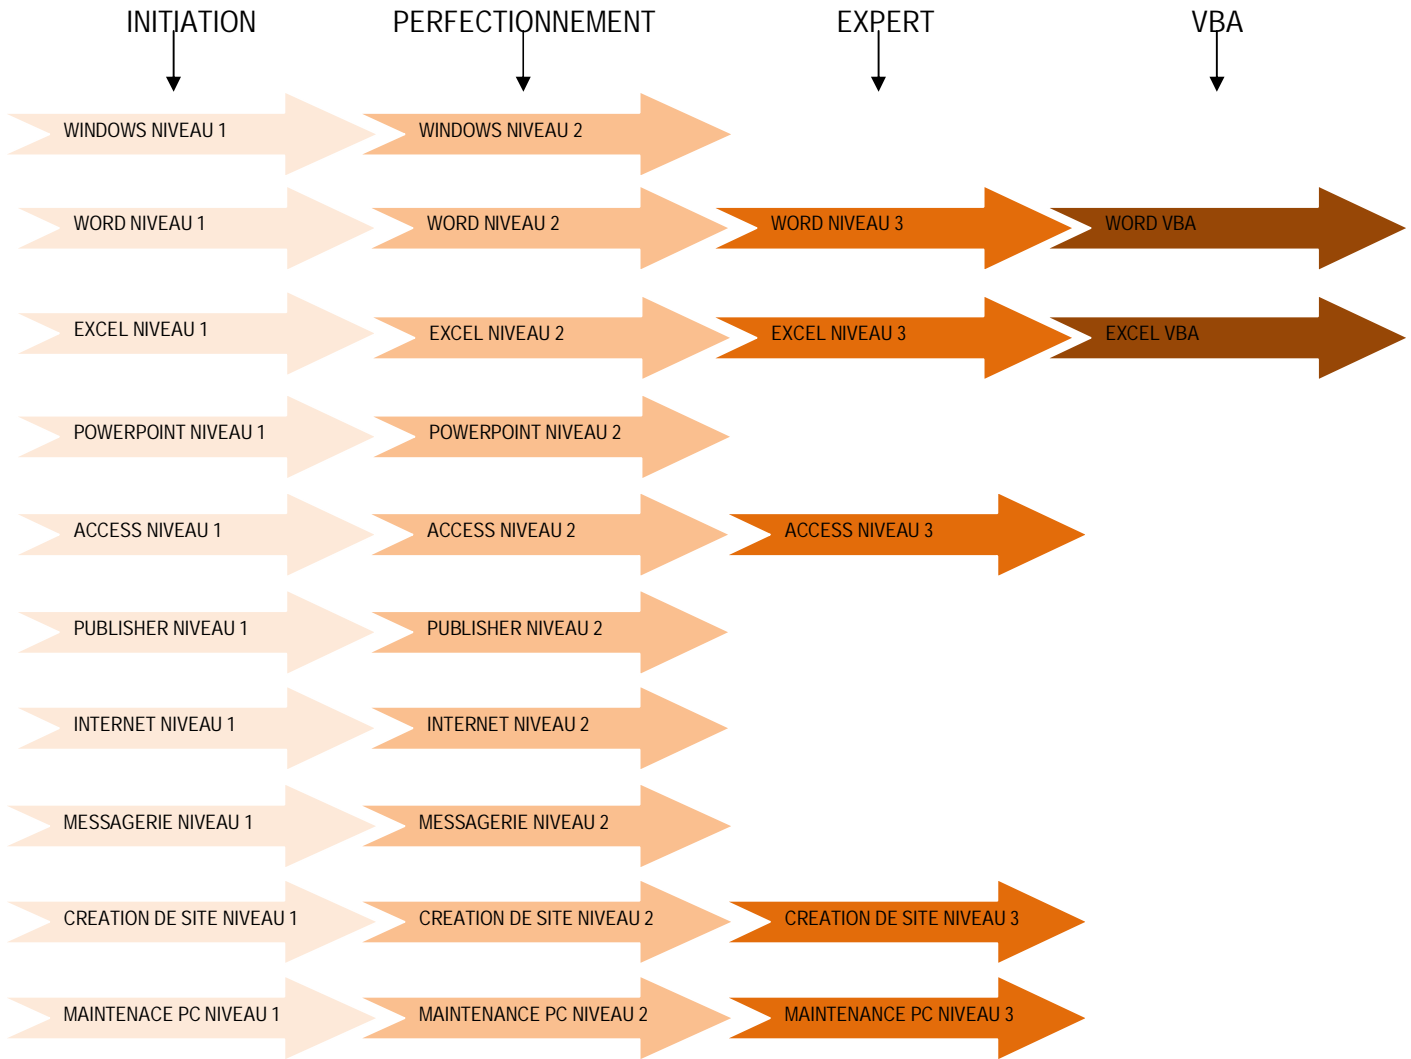 INITIATION PERFECTIONNEMENT EXPERT VBA
WINDOWS NIVEAU 1 WINDOWS NIVEAU 2
WORD NIVEAU 1 WORD NIVEAU 2 WORD NIVEAU 3 WORD VBA
EXCEL NIVEAU 1 EXCEL NIVEAU 2 EXCEL NIVEAU 3 EXCEL VBA
POWERPOINT NIVEAU 1 POWERPOINT NIVEAU 2
ACCESS NIVEAU 1 ACCESS NIVEAU 2 ACCESS NIVEAU 3
PUBLISHER NIVEAU 1 PUBLISHER NIVEAU 2
INTERNET NIVEAU 1 INTERNET NIVEAU 2
MESSAGERIE NIVEAU 1 MESSAGERIE NIVEAU 2
CREATION DE SITE NIVEAU 1 CREATION DE SITE NIVEAU 2 CREATION DE SITE NIVEAU 3
MAINTENACE PC NIVEAU 1 MAINTENANCE PC NIVEAU 2 MAINTENANCE PC NIVEAU 3